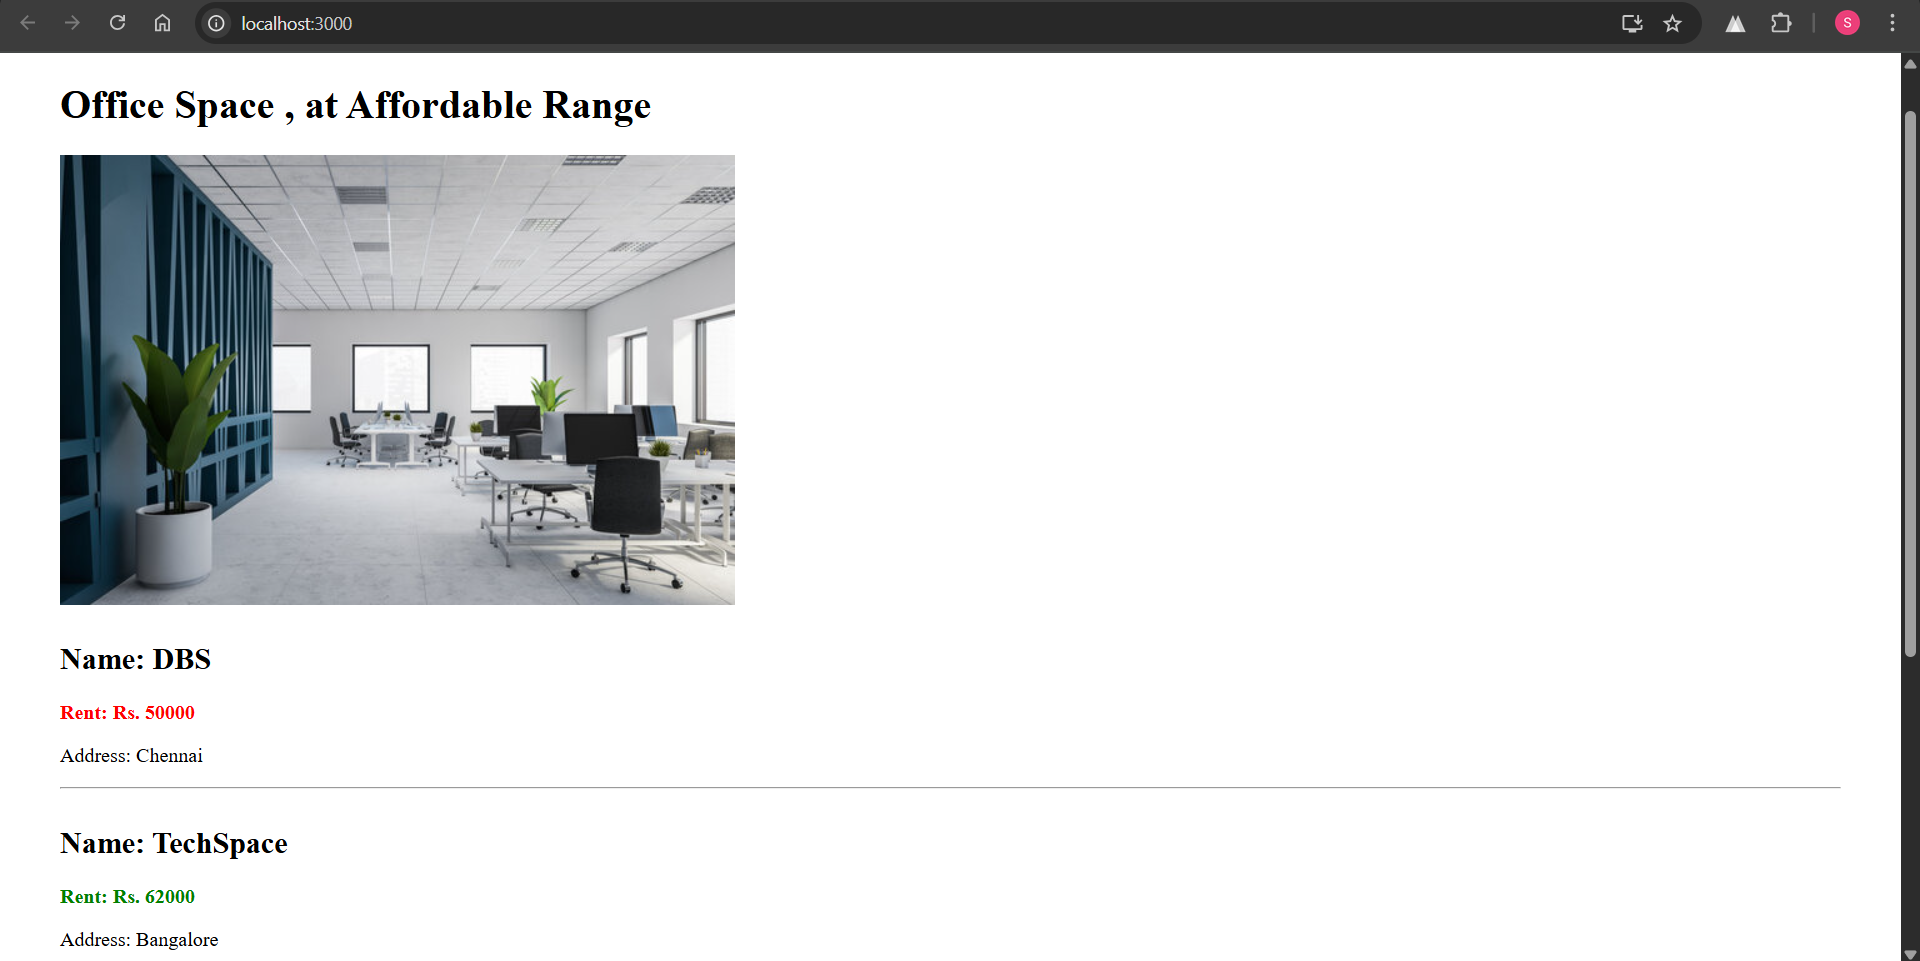 localhost:3000
S
Office Space , at Affordable Range
Name: DBS
Rent: Rs. 50000
Address: Chennai
Name: TechSpace
Rent: Rs. 62000
Address: Bangalore